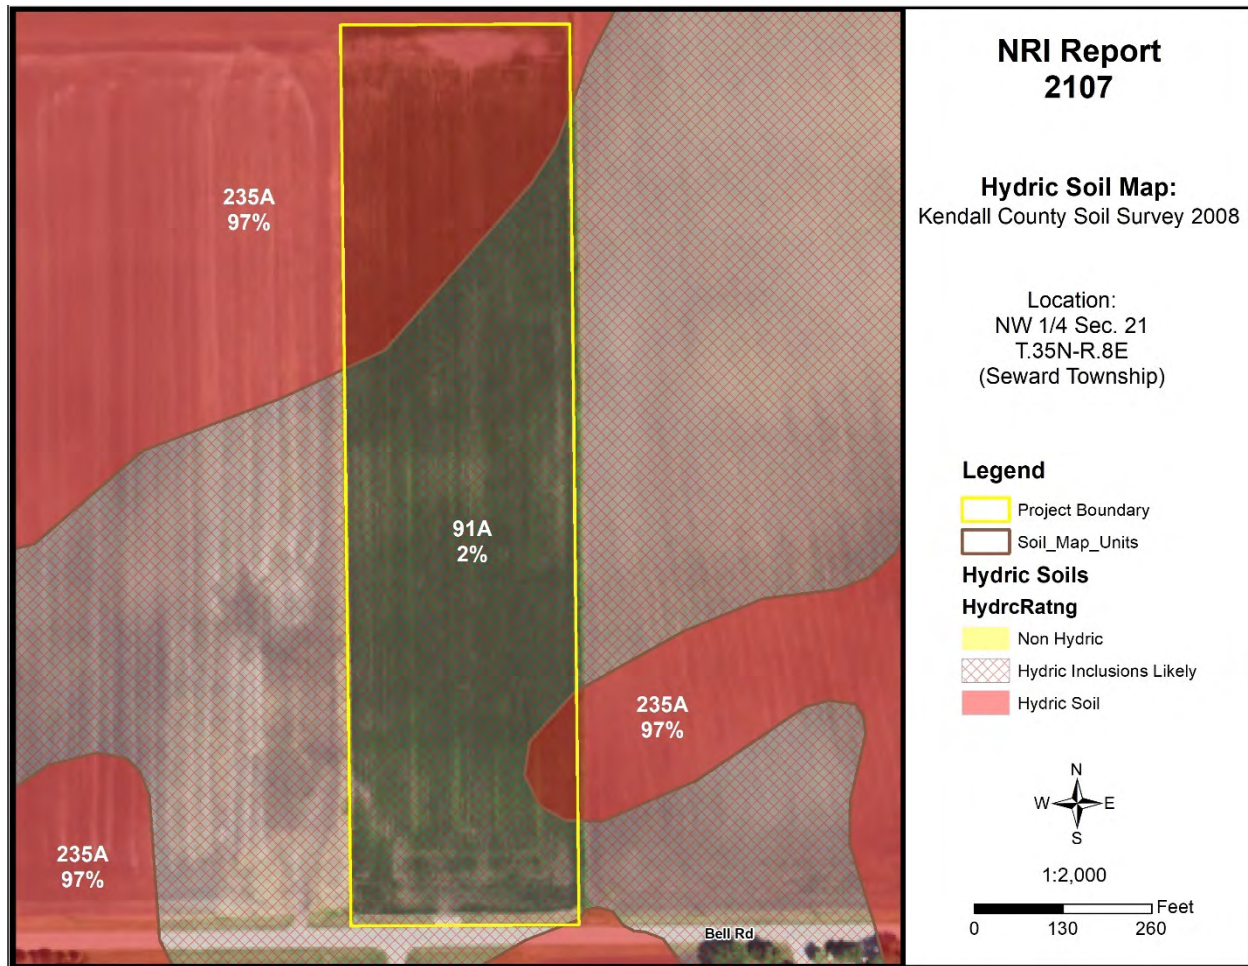 235A
97%
91A
2%
235A
97%
235A
97%
Bell Rd
NRI Report
2107
Hydric Soil Map:
Kendall County Soil Survey 2008
Location:
NW 1/4 Sec. 21
T.35N-R.8E
(Seward Township)
Legend
Project Boundary
Soil_Map_Units
Hydric Soils
HydrcRatng
Non Hydric
Hydric Inclusions Likely
Hydric Soil
N
W E
S
1:2,000
Feet
0 130 260